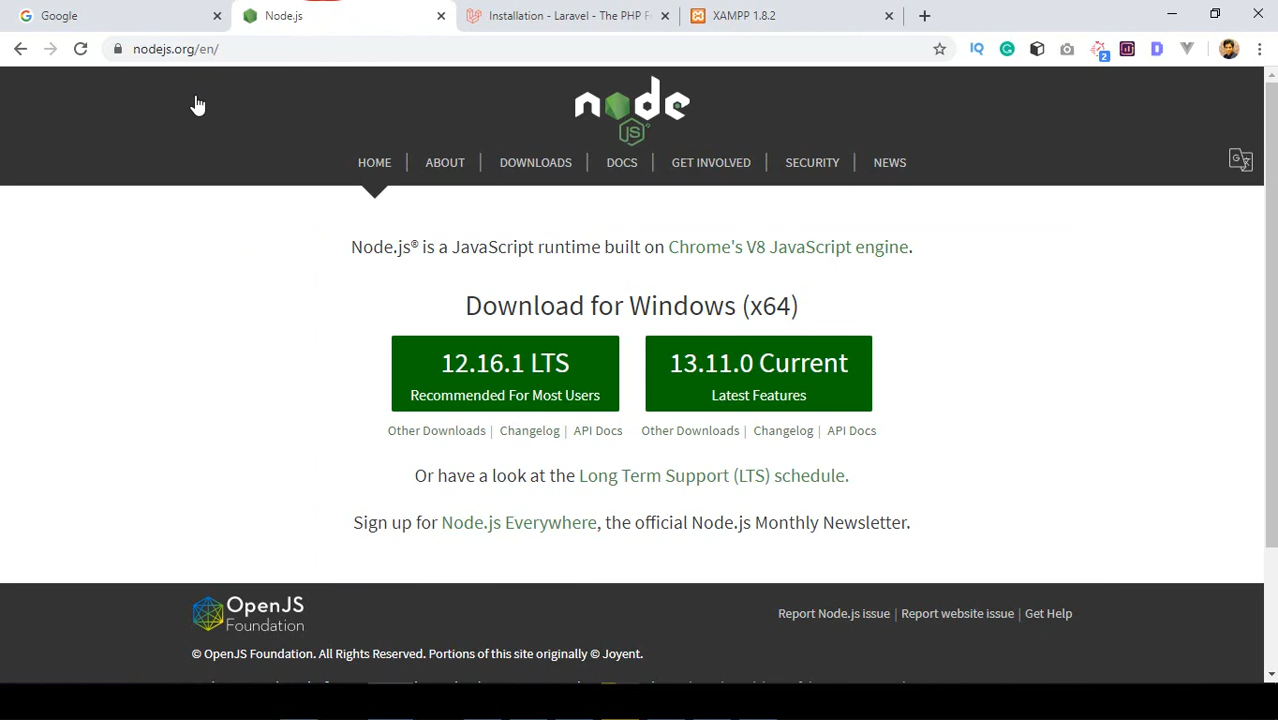 Google
Node.js
Installation - Laravel - The PHP F
XAMPP 1.8.2
nodejs.org/en/
IQ
2
D
node
JS
HOME | ABOUT | DOWNLOADS | DOCS | GET INVOLVED | SECURITY | NEWS
Node.js® is a JavaScript runtime built on Chrome's V8 JavaScript engine.
Download for Windows (x64)
12.16.1 LTS
Recommended For Most Users
13.11.0 Current
Latest Features
Other Downloads | Changelog | API Docs
Other Downloads | Changelog | API Docs
Or have a look at the Long Term Support (LTS) schedule.
Sign up for Node.js Everywhere, the official Node.js Monthly Newsletter.
OpenJS
Foundation
Report Node.js issue | Report website issue | Get Help
© OpenJS Foundation. All Rights Reserved. Portions of this site originally © Joyent.